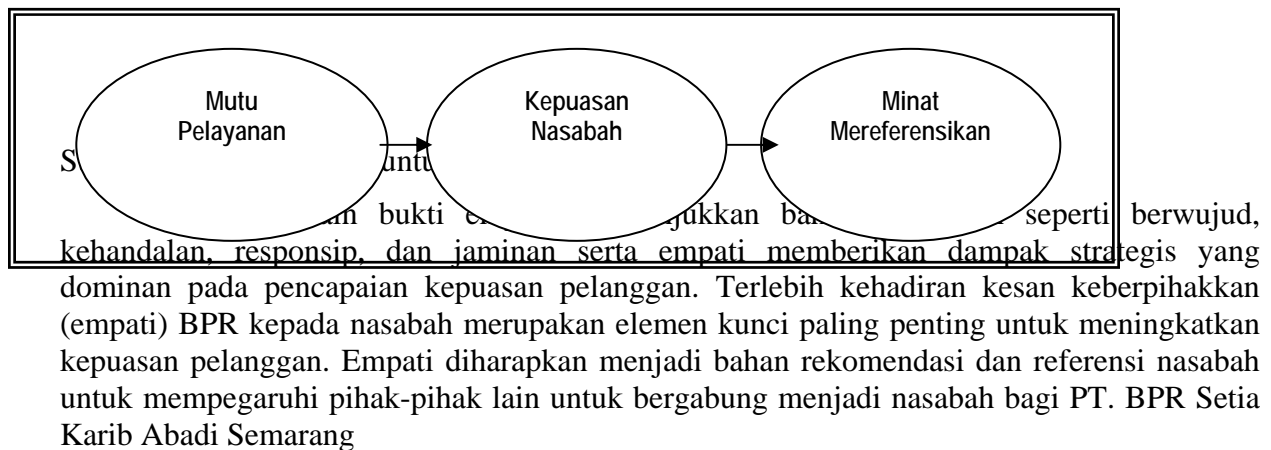 Mutu
Pelayanan
Kepuasan
Nasabah
Minat
Mereferensikan
bukti seperti berwujud,
kehandalan, responsip, dan jaminan serta empati memberikan dampak strategis yang
dominan pada pencapaian kepuasan pelanggan. Terlebih kehadiran kesan keberpihakkan
(empati) BPR kepada nasabah merupakan elemen kunci paling penting untuk meningkatkan
kepuasan pelanggan. Empati diharapkan menjadi bahan rekomendasi dan referensi nasabah
untuk mempegaruhi pihak-pihak lain untuk bergabung menjadi nasabah bagi PT. BPR Setia
Karib Abadi Semarang